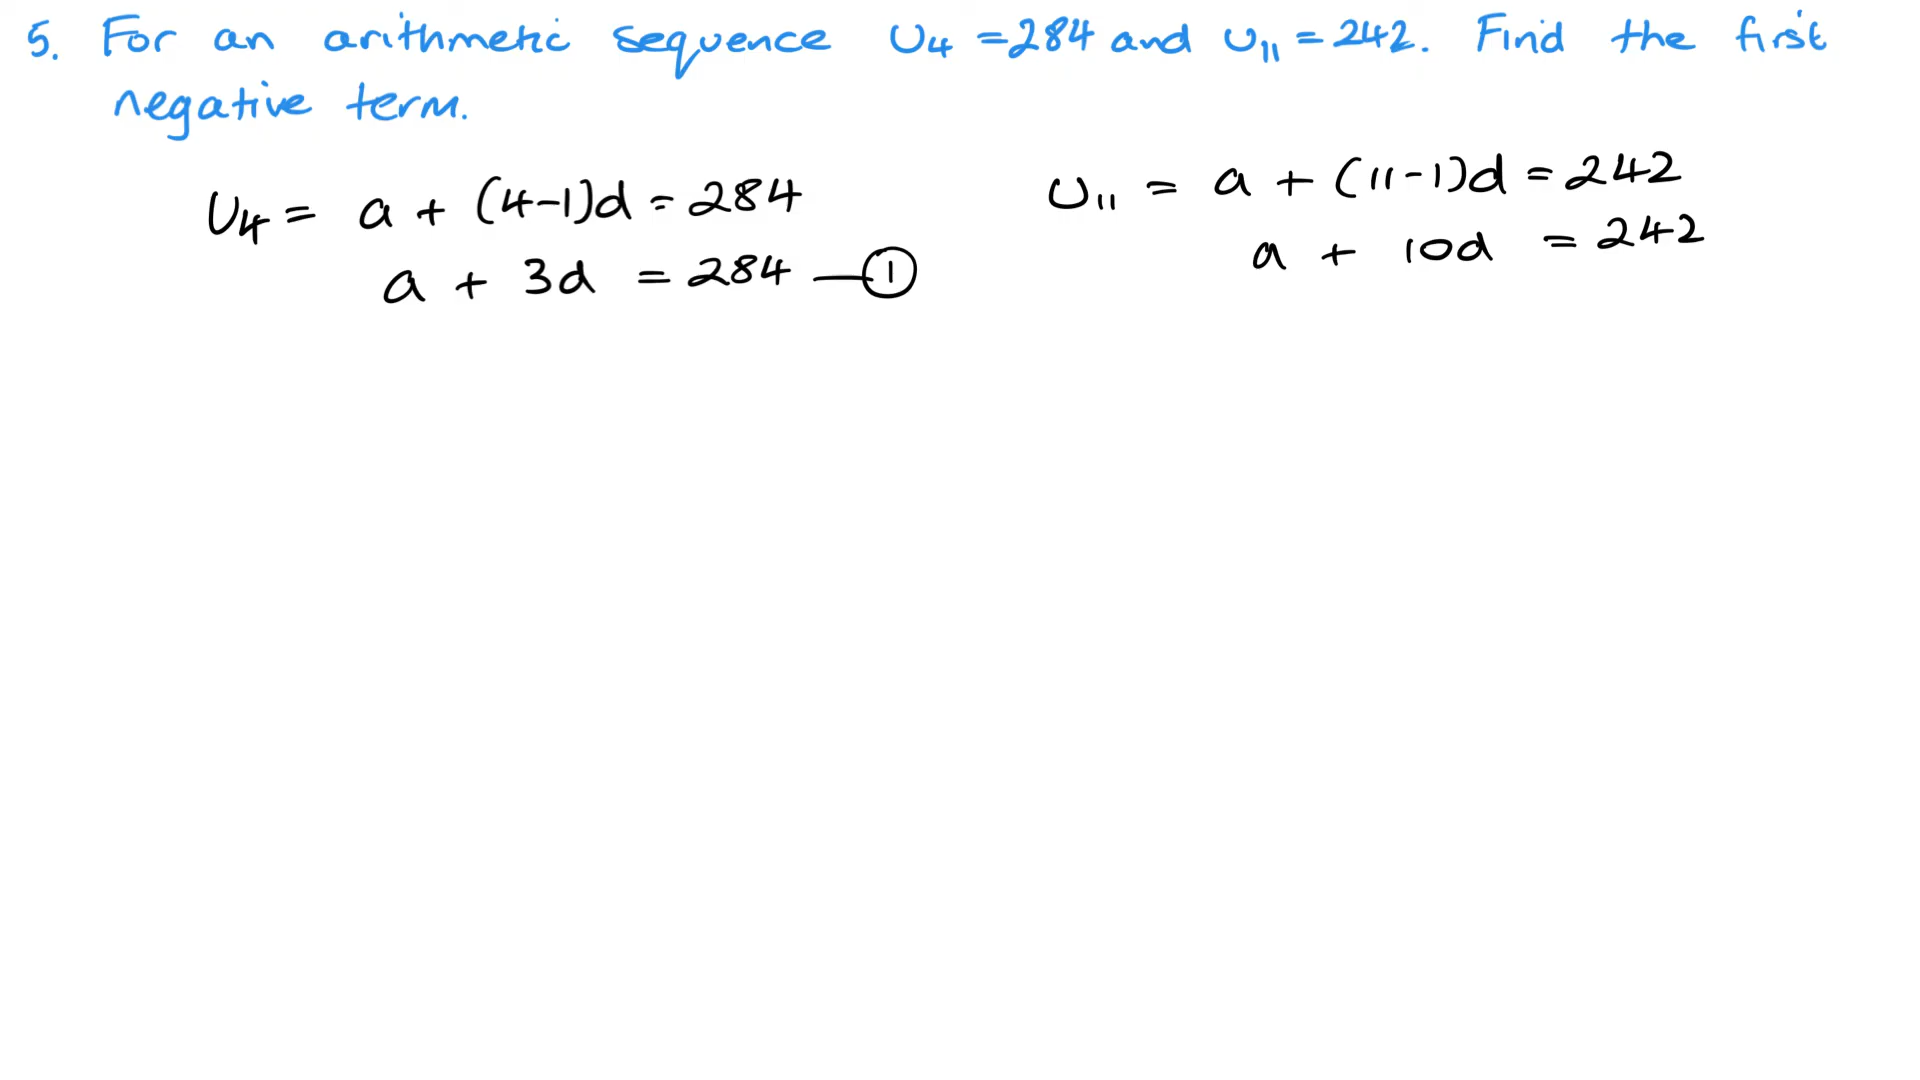 5. For an arithmetic sequence U₄ = 284 and U₁₁ = 242. Find the first
negative term.
U₄ = a + (4-1)d = 284
a + 3d = 284 —①
U₁₁ = a + (11-1)d = 242
a + 10d = 242